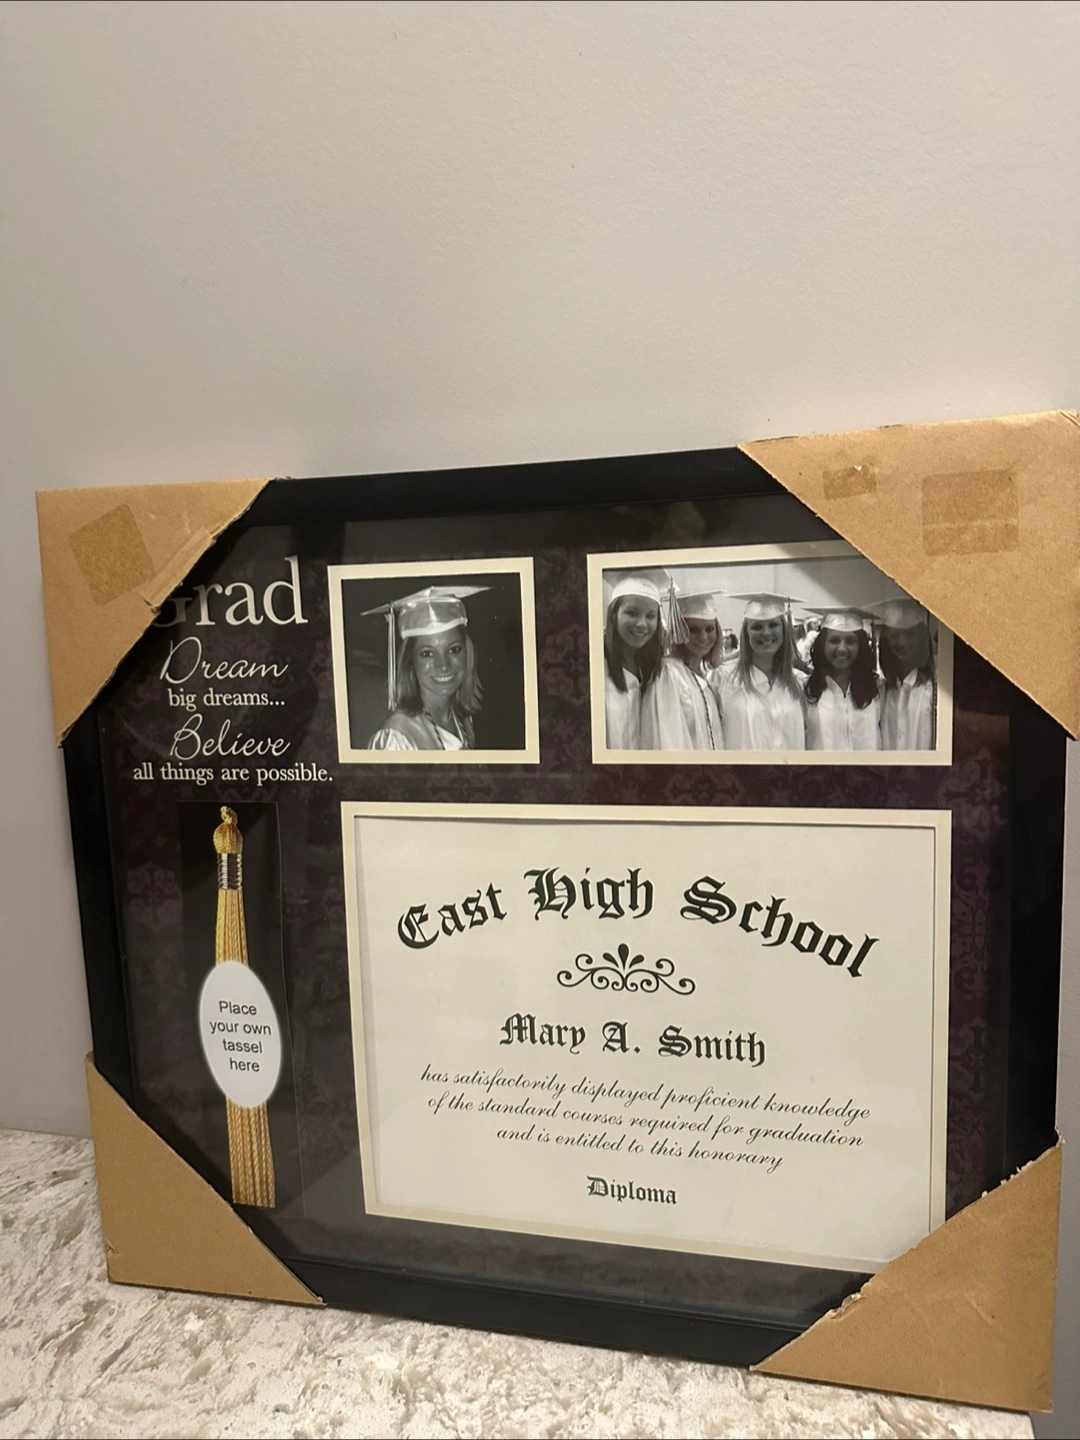 Grad
Dream
big dreams...
Believe
all things are possible.
Place
your own
tassel
here
East High School
Mary A. Smith
has satisfactorily displayed proficient knowledge
of the standard courses required for graduation
and is entitled to this honorary
Diploma